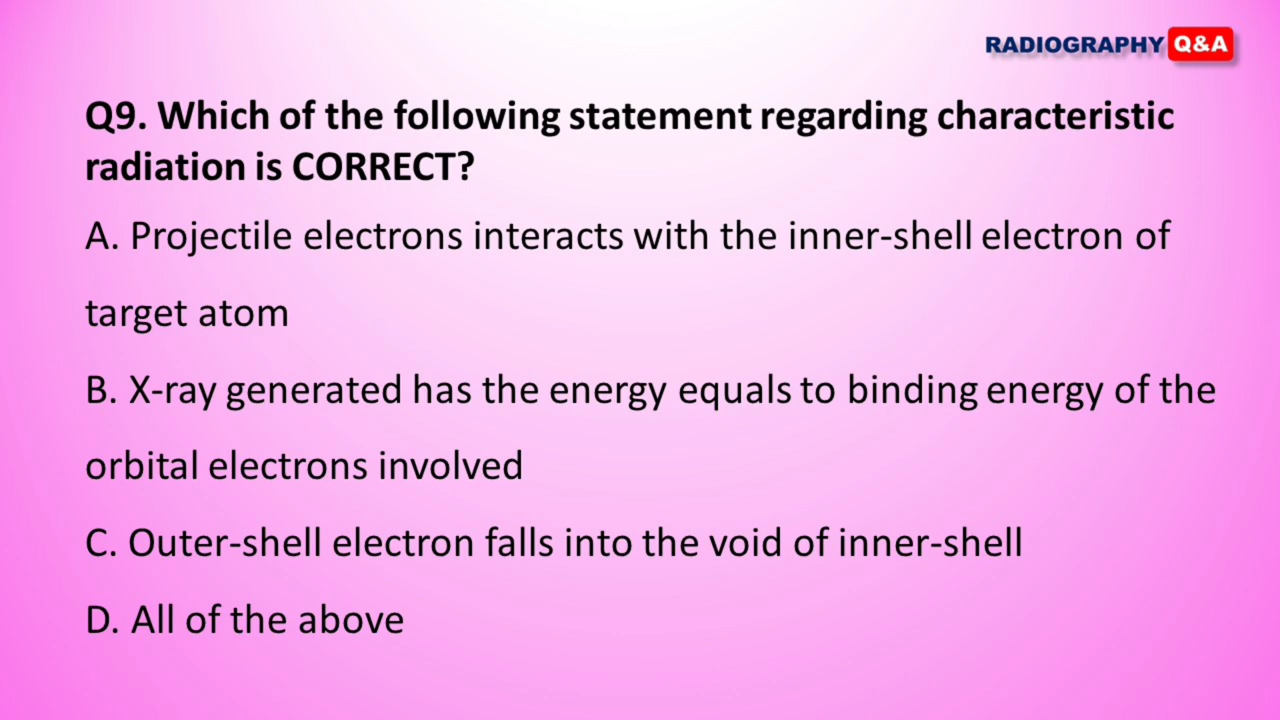 RADIOGRAPHY Q&A
Q9. Which of the following statement regarding characteristic
radiation is CORRECT?
A. Projectile electrons interacts with the inner-shell electron of
target atom
B. X-ray generated has the energy equals to binding energy of the
orbital electrons involved
C. Outer-shell electron falls into the void of inner-shell
D. All of the above